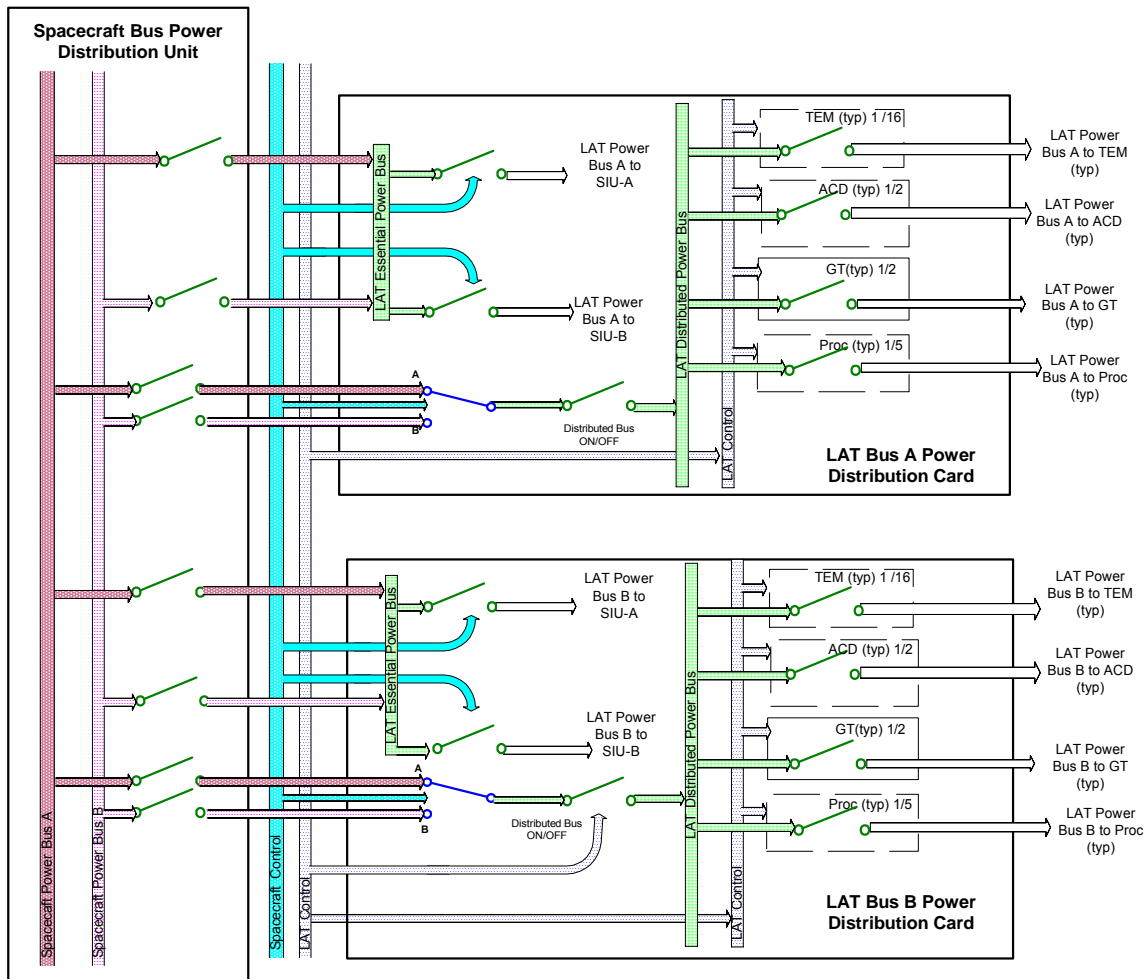 Spacecraft Bus Power
Distribution Unit
TEM (typ) 1 /16
LAT Power
Bus A to TEM
(typ)
LAT Power
Bus A to
SIU-A
ACD (typ) 1/2
LAT Power
Bus A to ACD
(typ)
LAT Essential Power Bus
LAT Distributed Power Bus
GT(typ) 1/2
LAT Power
Bus A to GT
(typ)
LAT Power
Bus A to
SIU-B
Proc (typ) 1/5
LAT Power
Bus A to Proc
(typ)
A
B
Distributed Bus
ON/OFF
LAT Control
LAT Bus A Power
Distribution Card
TEM (typ) 1 /16
LAT Power
Bus B to TEM
(typ)
LAT Power
Bus B to
SIU-A
ACD (typ) 1/2
LAT Power
Bus B to ACD
(typ)
LAT Essential Power Bus
LAT Distributed Power Bus
LAT Power
Bus B to
SIU-B
GT(typ) 1/2
LAT Power
Bus B to GT
(typ)
A
B
Distributed Bus
ON/OFF
Proc (typ) 1/5
LAT Power
Bus B to Proc
(typ)
LAT Control
LAT Bus B Power
Distribution Card
Spacecaft Power Bus A
Spacecraft Power Bus B
Spacecraft Control
LAT Control